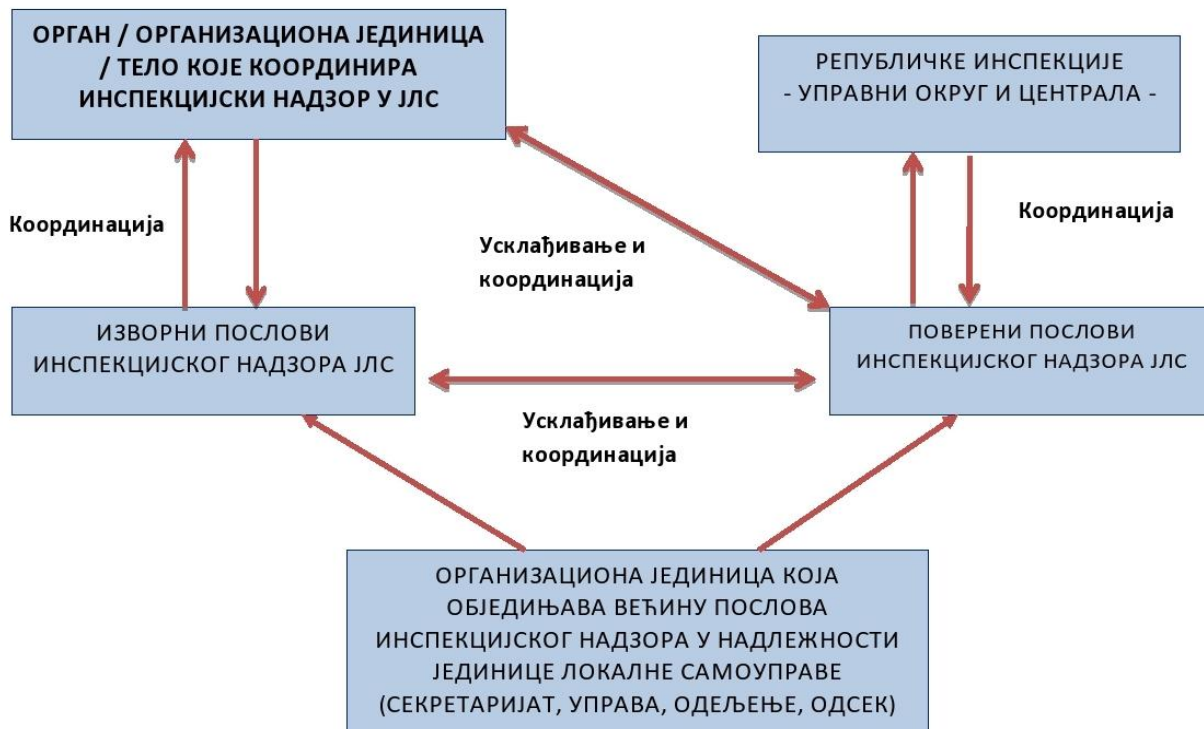 ОРГАН / ОРГАНИЗАЦИОНА ЈЕДИНИЦА
/ ТЕЛО КОЈЕ КООРДИНИРА
ИНСПЕКЦИЈСКИ НАДЗОР У ЈЛС
РЕПУБЛИЧКЕ ИНСПЕКЦИЈЕ
- УПРАВНИ ОКРУГ И ЦЕНТРАЛА -
Координација
Усклађивање и
координација
Координација
ИЗВОРНИ ПОСЛОВИ
ИНСПЕКЦИЈСКОГ НАДЗОРА ЈЛС
ПОВЕРЕНИ ПОСЛОВИ
ИНСПЕКЦИЈСКОГ НАДЗОРА ЈЛС
Усклађивање и
координација
ОРГАНИЗАЦИОНА ЈЕДИНИЦА КОЈА
ОБЈЕДИЊАВА ВЕЋИНУ ПОСЛОВА
ИНСПЕКЦИЈСКОГ НАДЗОРА У НАДЛЕЖНОСТИ
ЈЕДИНИЦЕ ЛОКАЛНЕ САМОУПРАВЕ
(СЕКРЕТАРИЈАТ, УПРАВА, ОДЕЉЕЊЕ, ОДСЕК)